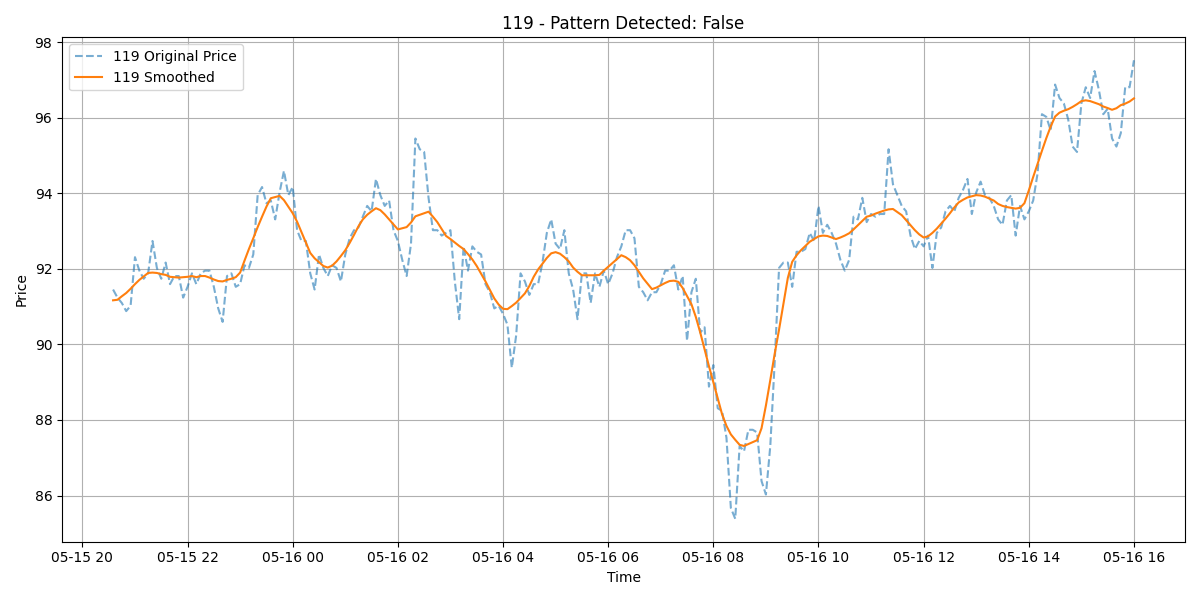 119 - Pattern Detected: False
119 Original Price
119 Smoothed
98
96
94
92
90
88
86
Price
05-15 20 05-15 22 05-16 00 05-16 02 05-16 04 05-16 06 05-16 08 05-16 10 05-16 12 05-16 14 05-16 16
Time